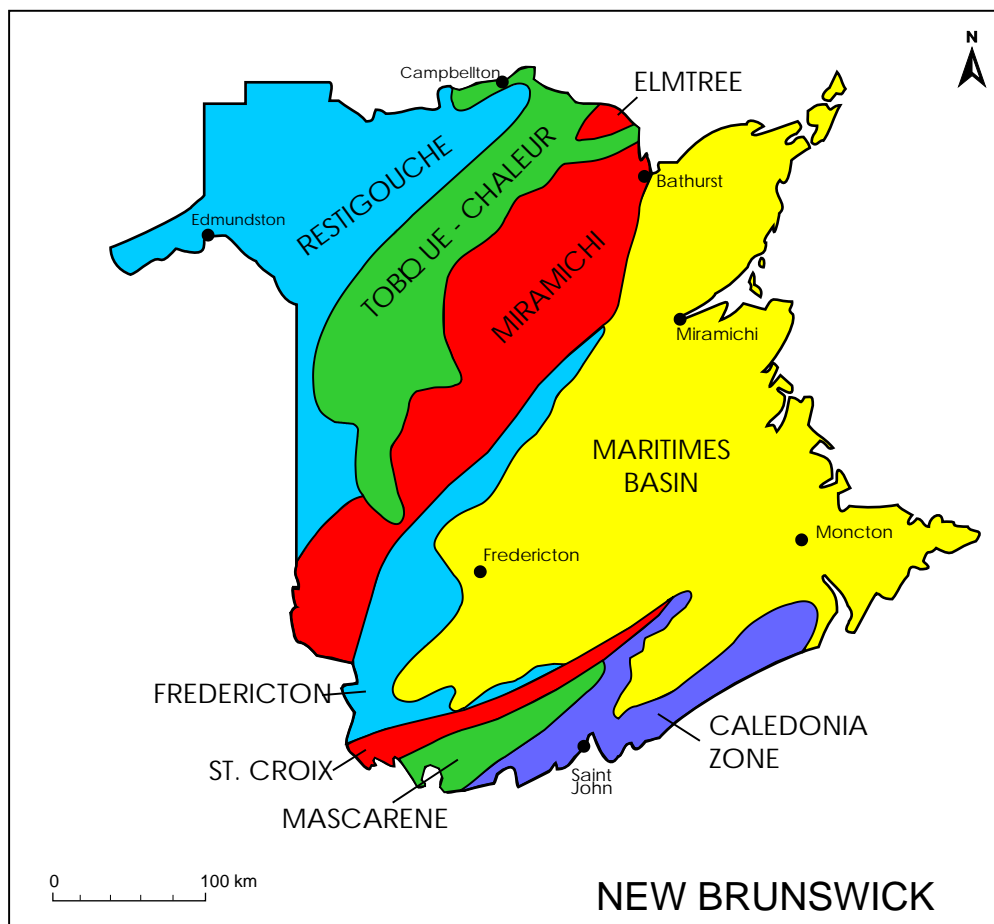 N
Campbellton
ELMTREE
RESTIGOUCHE
TOBIQUE - CHALEUR
Bathurst
Edmundston
MIRAMICHI
Miramichi
MARITIMES
BASIN
Moncton
Fredericton
FREDERICTON
CALEDONIA
ZONE
ST. CROIX
Saint
John
MASCARENE
0 100 km
NEW BRUNSWICK